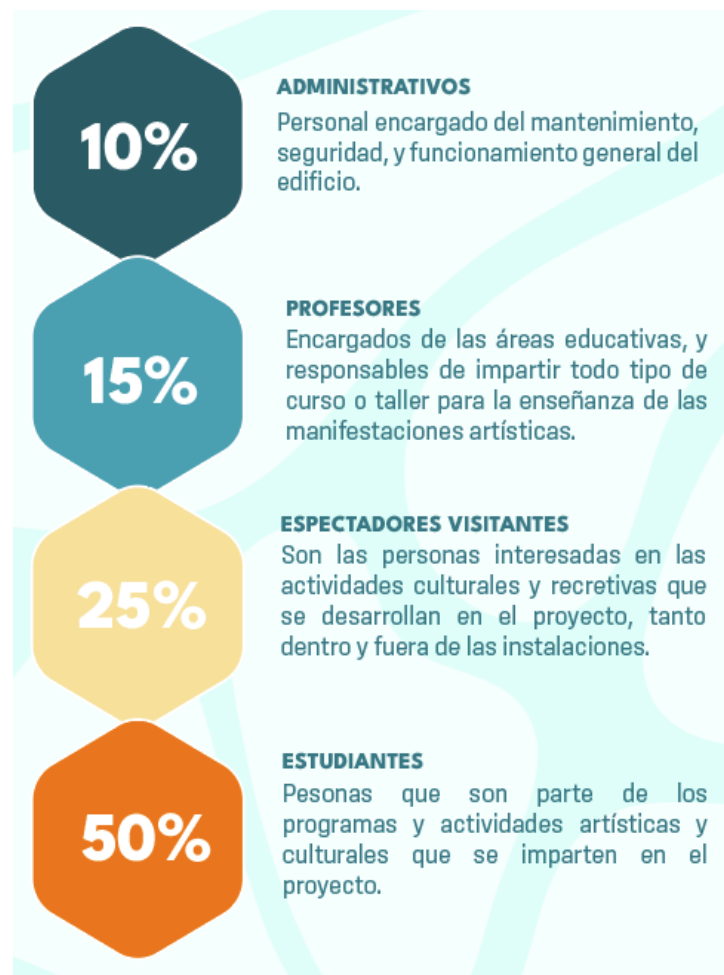 10%
ADMINISTRATIVOS
Personal encargado del mantenimiento,
seguridad, y funcionamiento general del
edificio.
15%
PROFESORES
Encargados de las áreas educativas, y
responsables de impartir todo tipo de
curso o taller para la enseñanza de las
manifestaciones artísticas.
25%
ESPECTADORES VISITANTES
Son las personas interesadas en las
actividades culturales y recretivas que
se desarrollan en el proyecto, tanto
dentro y fuera de las instalaciones.
50%
ESTUDIANTES
Pesonas que son parte de los
programas y actividades artísticas y
culturales que se imparten en el
proyecto.